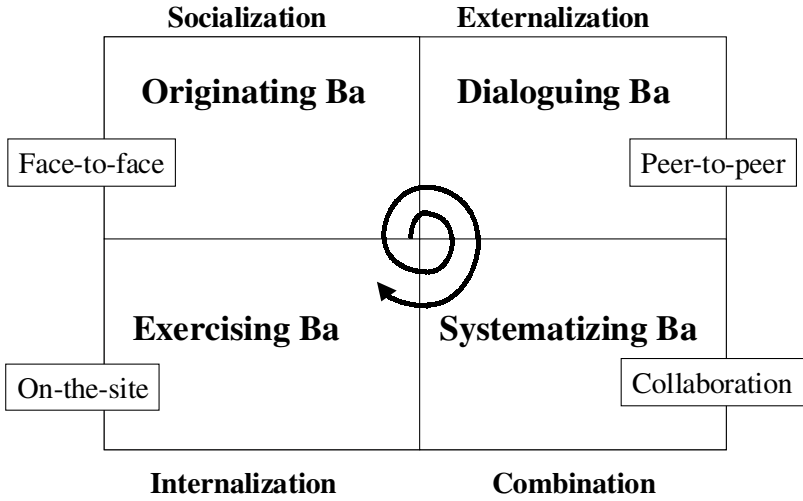 Socialization
Externalization
Originating Ba
Dialoguing Ba
Face-to-face
Peer-to-peer
Exercising Ba
Systematizing Ba
On-the-site
Collaboration
Internalization
Combination